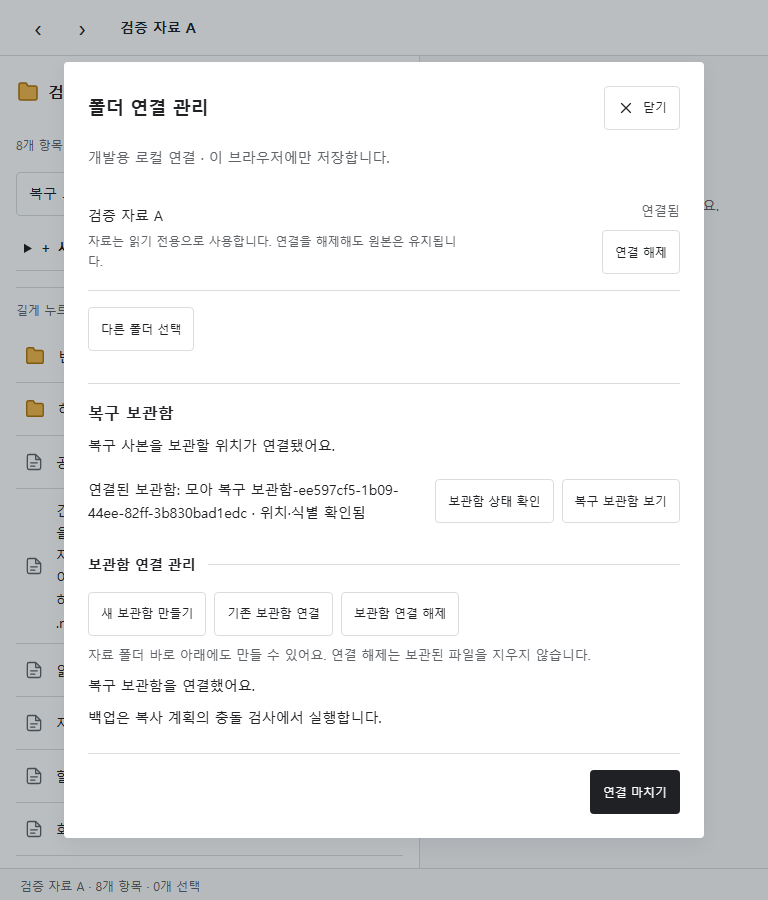 검증 자료 A
검
폴더 연결 관리
닫기
8개 항목
개발용 로컬 연결 · 이 브라우저에만 저장합니다.
복구
검증 자료 A
연결됨
요.
자료는 읽기 전용으로 사용합니다. 연결을 해제해도 원본은 유지됩니
다.
연결 해제
길게 누르
다른 폴더 선택
복구 보관함
복구 사본을 보관할 위치가 연결됐어요.
연결된 보관함: 모아 복구 보관함-ee597cf5-1b09-
44ee-82ff-3b830bad1edc · 위치·식별 확인됨
보관함 상태 확인
복구 보관함 보기
보관함 연결 관리
새 보관함 만들기
기존 보관함 연결
보관함 연결 해제
자료 폴더 바로 아래에도 만들 수 있어요. 연결 해제는 보관된 파일을 지우지 않습니다.
복구 보관함을 연결했어요.
백업은 복사 계획의 충돌 검사에서 실행합니다.
연결 마치기
검증 자료 A · 8개 항목 · 0개 선택